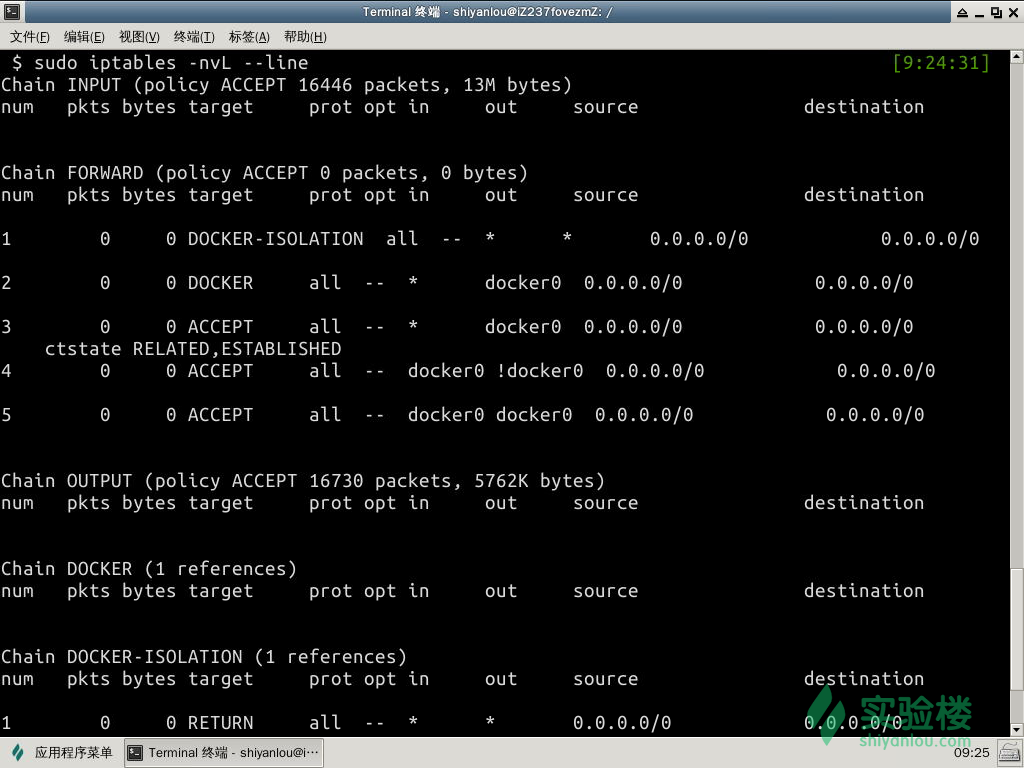 Terminal 终端 - shiyanlou@iZ237fovezmZ: /
文件(F) 编辑(E) 视图(V) 终端(T) 标签(A) 帮助(H)
$ sudo iptables -nvL --line [9:24:31]
Chain INPUT (policy ACCEPT 16446 packets, 13M bytes)
num pkts bytes target prot opt in out source destination
Chain FORWARD (policy ACCEPT 0 packets, 0 bytes)
num pkts bytes target prot opt in out source destination
1 0 0 DOCKER-ISOLATION all -- * * 0.0.0.0/0 0.0.0.0/0
2 0 0 DOCKER all -- * docker0 0.0.0.0/0 0.0.0.0/0
3 0 0 ACCEPT all -- * docker0 0.0.0.0/0 0.0.0.0/0
ctstate RELATED,ESTABLISHED
4 0 0 ACCEPT all -- docker0 !docker0 0.0.0.0/0 0.0.0.0/0
5 0 0 ACCEPT all -- docker0 docker0 0.0.0.0/0 0.0.0.0/0
Chain OUTPUT (policy ACCEPT 16730 packets, 5762K bytes)
num pkts bytes target prot opt in out source destination
Chain DOCKER (1 references)
num pkts bytes target prot opt in out source destination
Chain DOCKER-ISOLATION (1 references)
num pkts bytes target prot opt in out source destination
1 0 0 RETURN all -- * * 0.0.0.0/0 0.0.0.0/0
实验楼
shiyanlou.com
应用程序菜单 Terminal 终端 - shiyanlou@i··· 09:25